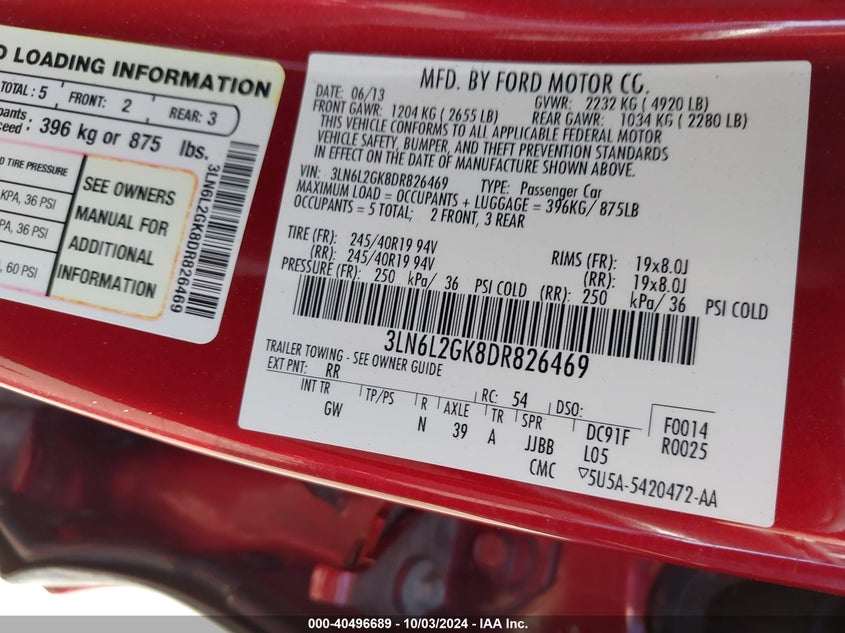 D LOADING INFORMATION
TOTAL: 5 FRONT: 2 REAR: 3
pants
ceed: 396 kg or 875 lbs.
D TIRE PRESSURE
KPA, 36 PSI
PA, 36 PSI
A, 60 PSI
SEE OWNERS
MANUAL FOR
ADDITIONAL
INFORMATION
3LN6L2GK8DR826469
MFD. BY FORD MOTOR CO.
DATE: 06/13 GVWR: 2232 KG (4920 LB)
FRONT GAWR: 1204 KG (2655 LB) REAR GAWR: 1034 KG (2280 LB)
THIS VEHICLE CONFORMS TO ALL APPLICABLE FEDERAL MOTOR
VEHICLE SAFETY, BUMPER, AND THEFT PREVENTION STANDARDS
IN EFFECT ON THE DATE OF MANUFACTURE SHOWN ABOVE.
VIN: 3LN6L2GK8DR826469 TYPE: Passenger Car
MAXIMUM LOAD = OCCUPANTS + LUGGAGE = 396KG/875LB
OCCUPANTS = 5 TOTAL; 2 FRONT, 3 REAR
TIRE (FR): 245/40R19 94V RIMS (FR): 19x8.0J
(RR): 245/40R19 94V (RR): 19x8.0J
PRESSURE (FR): 250 kPa/ 36 PSI COLD (RR): 250 kPa/ 36 PSI COLD
3LN6L2GK8DR826469
TRAILER TOWING - SEE OWNER GUIDE
EXT PNT: RR RC: 54 DSO:
INT TR TP/PS R AXLE TR SPR DC91F F0014
GW N 39 A JJBB L05 R0025
CMC ▽5U5A-5420472-AA
000-40496689 - 10/03/2024 - IAA Inc.